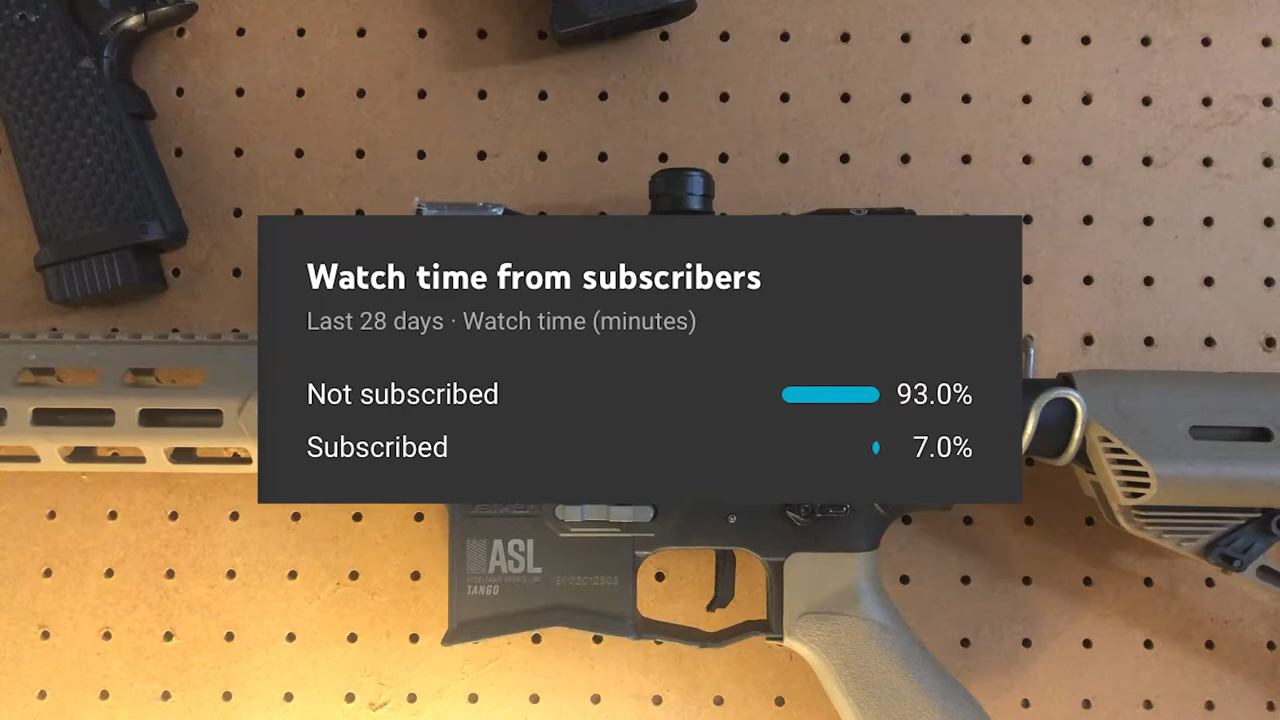 Watch time from subscribers
Last 28 days · Watch time (minutes)
Not subscribed 93.0%
Subscribed 7.0%
ASL
TANGO